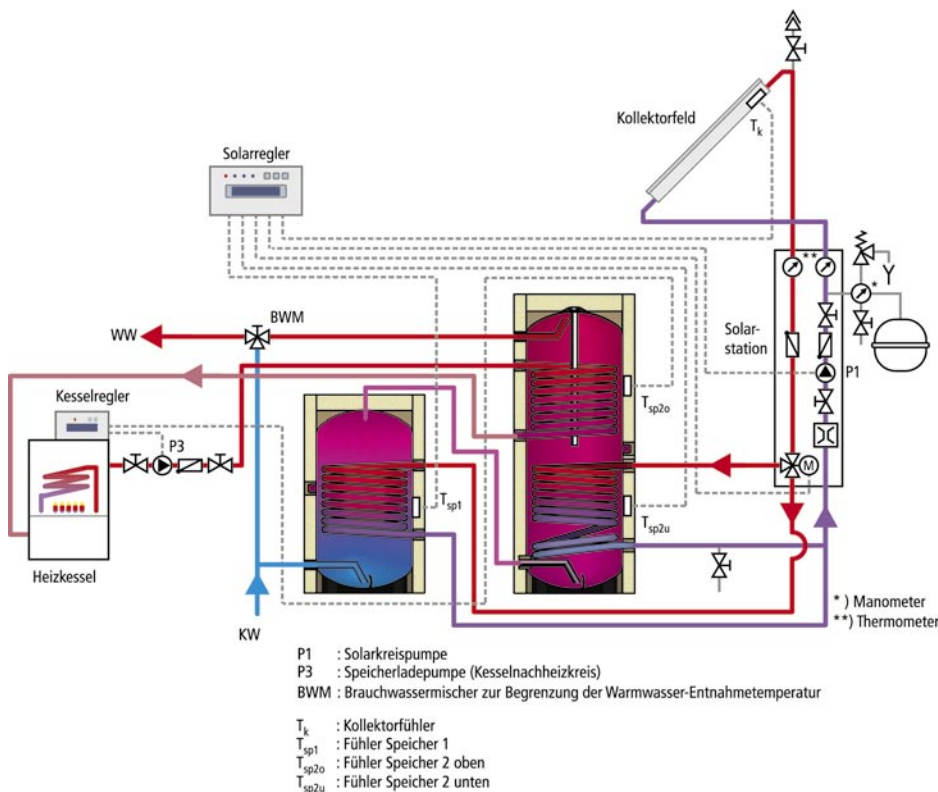 Kollektorfeld
T_k
Solarregler
**
*
Y
BWM
WW
Solar-
station
P1
Kesselregler
T_sp2o
P3
M
T_sp1
T_sp2u
Heizkessel
KW
* ) Manometer
**) Thermometer
P1 : Solarkreispumpe
P3 : Speicherladepumpe (Kesselnachheizkreis)
BWM : Brauchwassermischer zur Begrenzung der Warmwasser-Entnahmetemperatur
T_k : Kollektorfühler
T_sp1 : Fühler Speicher 1
T_sp2o : Fühler Speicher 2 oben
T_sp2u : Fühler Speicher 2 unten